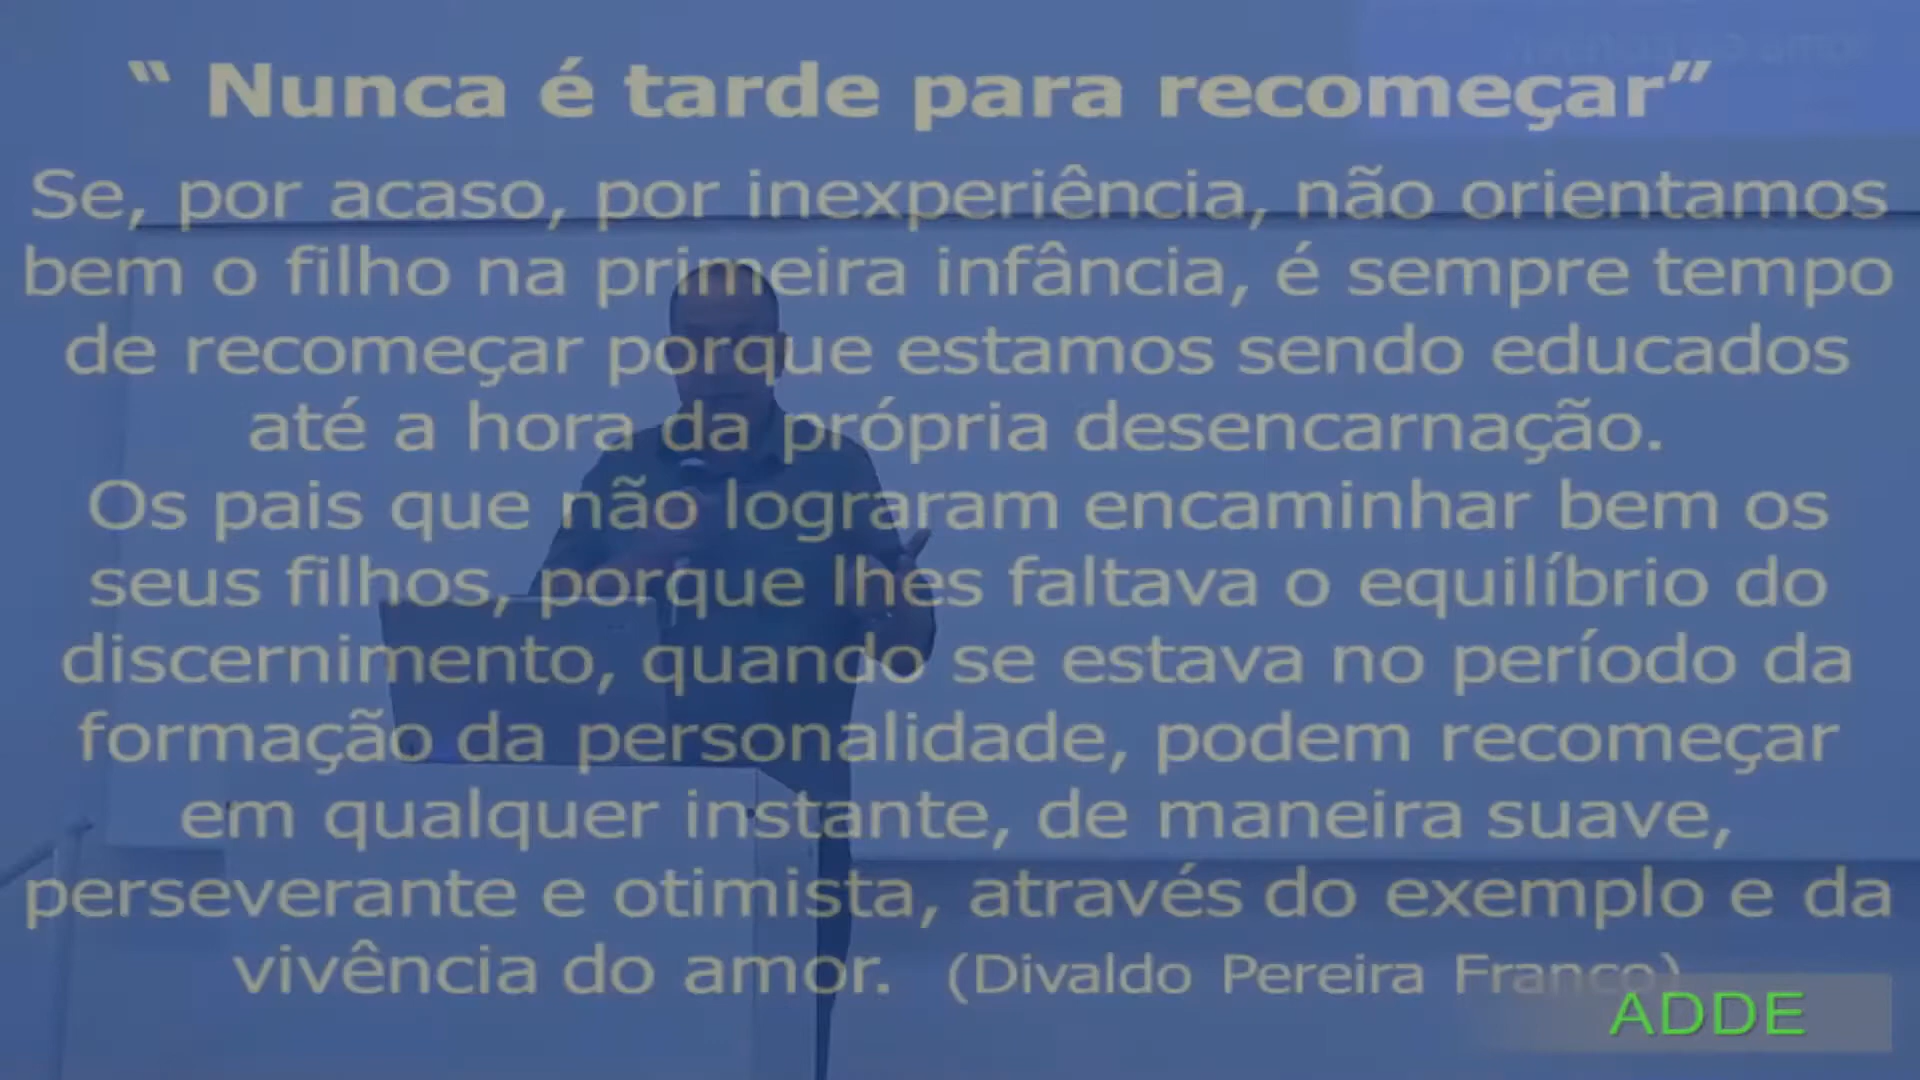 “ Nunca é tarde para recomeçar”
Se, por acaso, por inexperiência, não orientamos
bem o filho na primeira infância, é sempre tempo
de recomeçar porque estamos sendo educados
até a hora da própria desencarnação.
Os pais que não lograram encaminhar bem os
seus filhos, porque lhes faltava o equilíbrio do
discernimento, quando se estava no período da
formação da personalidade, podem recomeçar
em qualquer instante, de maneira suave,
perseverante e otimista, através do exemplo e da
vivência do amor. (Divaldo Pereira Franco)
ADDE